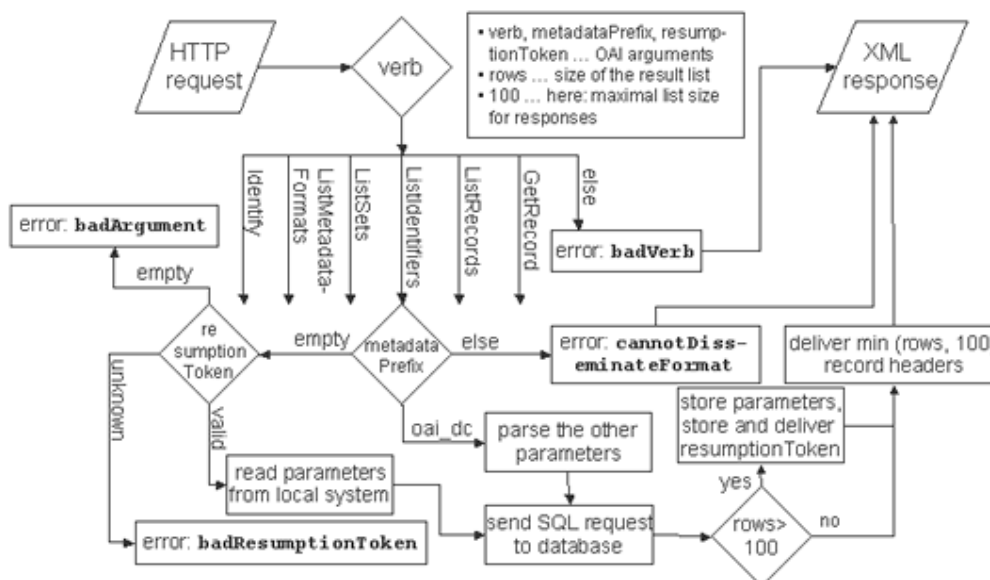 HTTP
request
verb
▪ verb, metadataPrefix, resump-
tionToken ... OAI arguments
▪ rows ... size of the result list
▪ 100 ... here: maximal list size
for responses
XML
response
Identify
ListMetadata-
Formats
ListSets
ListIdentifiers
ListRecords
GetRecord
else
error: badArgument
error: badVerb
empty
re
sumption
Token
empty
metadata
Prefix
else
error: cannotDiss-
eminateFormat
deliver min (rows, 100
record headers
unknown
valid
oai_dc
parse the other
parameters
store parameters,
store and deliver
resumptionToken
read parameters
from local system
yes
send SQL request
to database
rows>
100
no
error: badResumptionToken